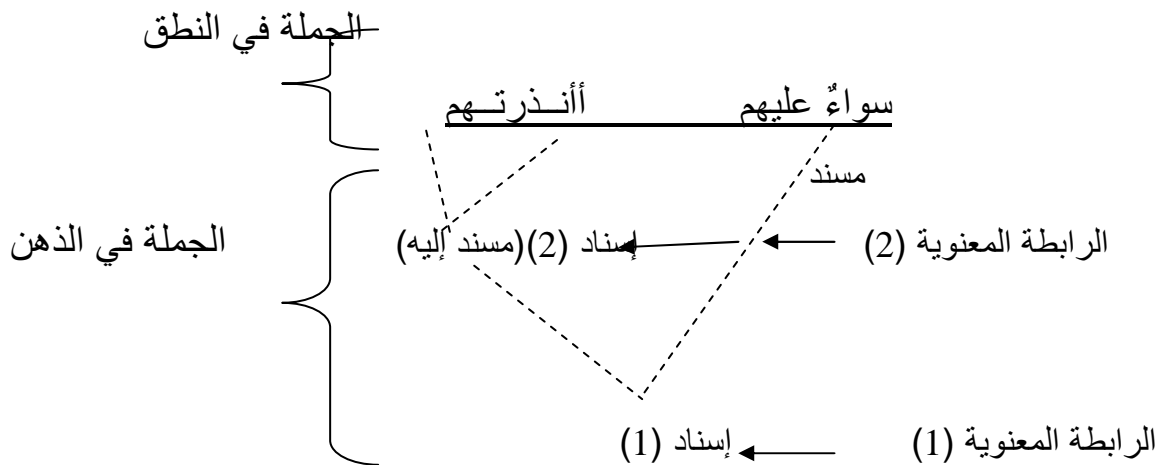 الجملة في النطق
سواءٌ عليهم أأنــذرتــهم
مسند
الجملة في الذهن
الرابطة المعنوية (2) إسناد (2)(مسند إليه)
الرابطة المعنوية (1) إسناد (1)